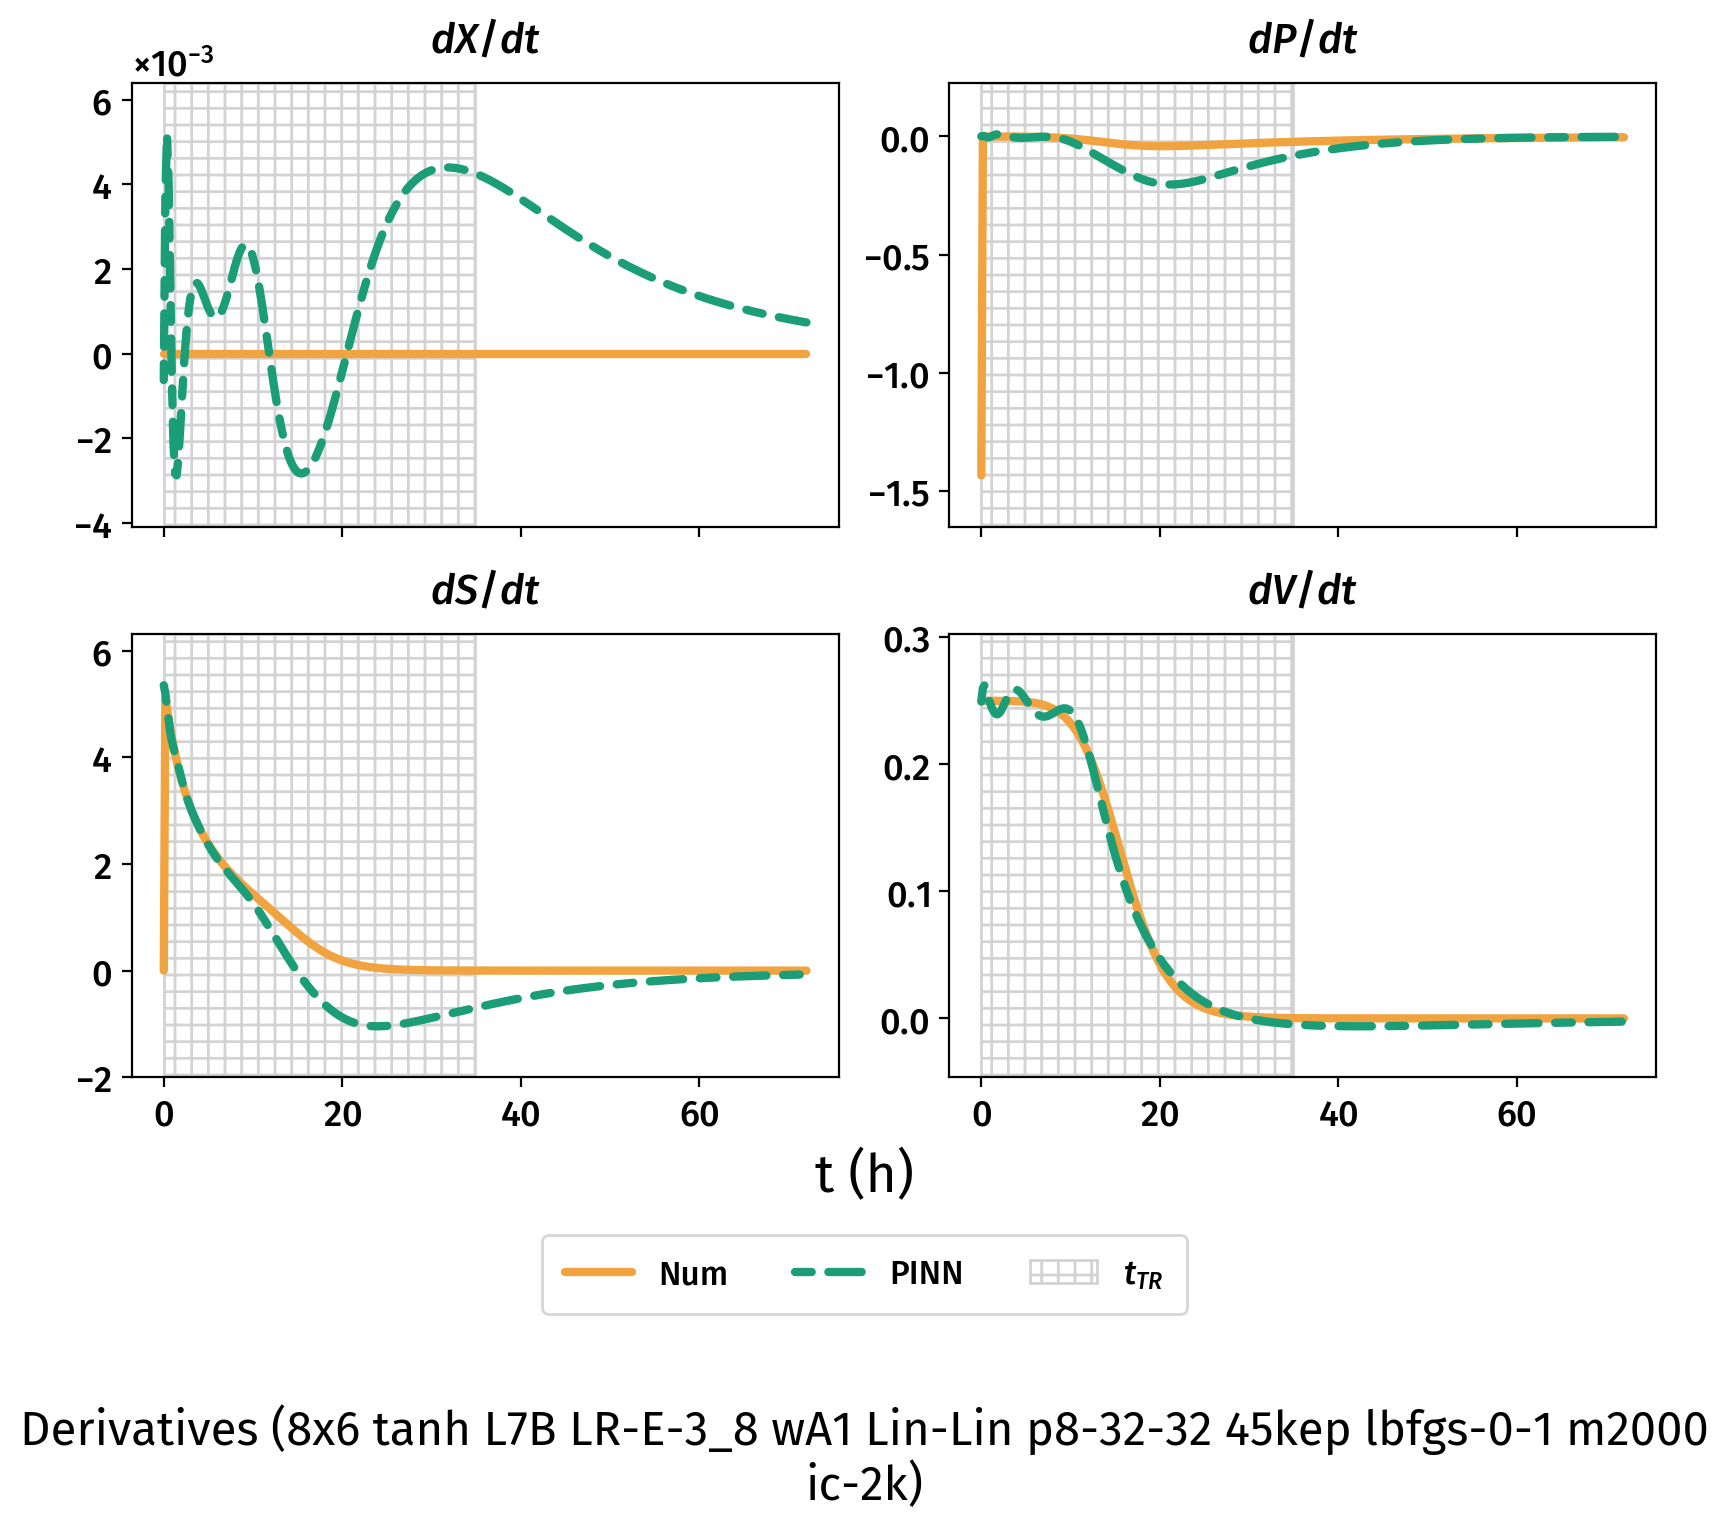 dX/dt
dP/dt
×10⁻³
6
4
2
0
−2
−4
0.0
−0.5
−1.0
−1.5
dS/dt
dV/dt
6
4
2
0
−2
0.3
0.2
0.1
0.0
0 20 40 60
0 20 40 60
t (h)
Num PINN t_TR
Derivatives (8x6 tanh L7B LR-E-3_8 wA1 Lin-Lin p8-32-32 45kep lbfgs-0-1 m2000
ic-2k)